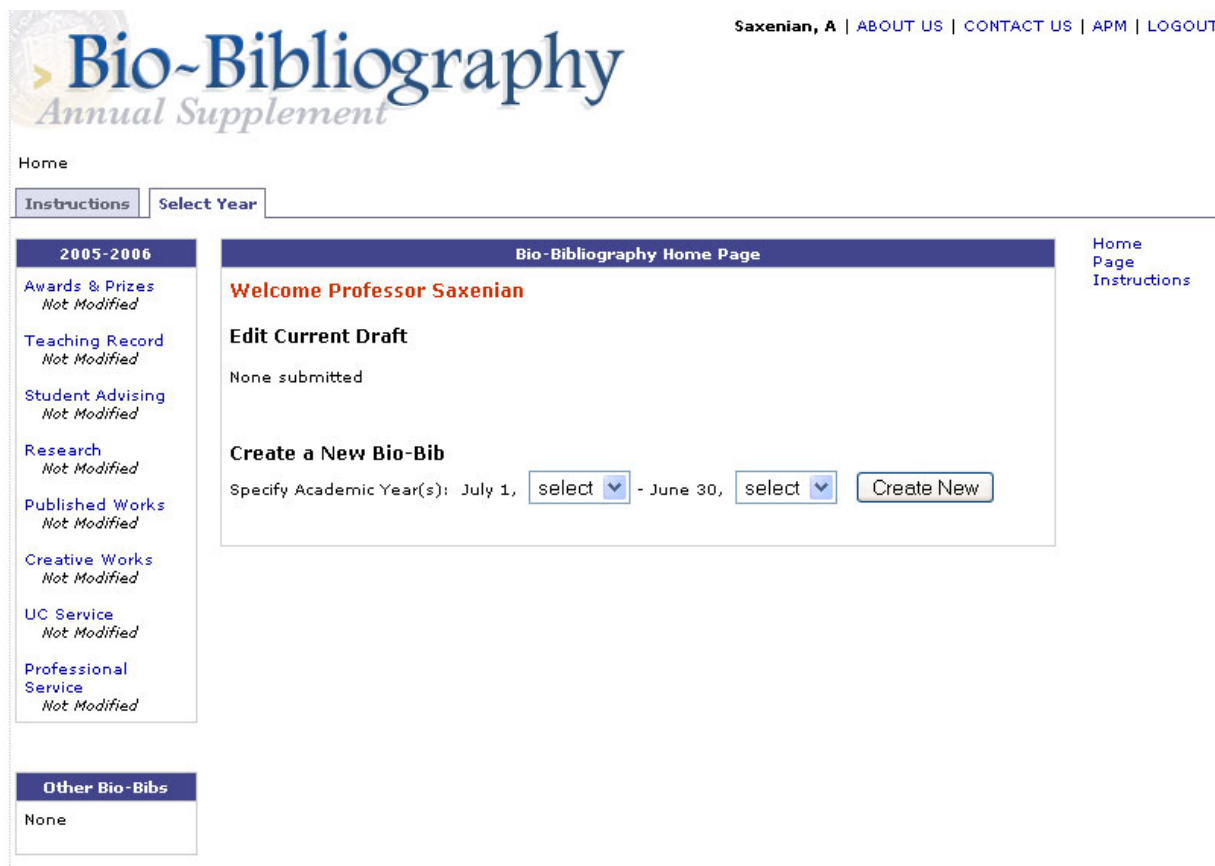 Saxenian, A | ABOUT US | CONTACT US | APM | LOGOUT
Bio~Bibliography
Annual Supplement
Home
Instructions
Select Year
2005-2006
Awards & Prizes
Not Modified
Teaching Record
Not Modified
Student Advising
Not Modified
Research
Not Modified
Published Works
Not Modified
Creative Works
Not Modified
UC Service
Not Modified
Professional
Service
Not Modified
Other Bio-Bibs
None
Bio-Bibliography Home Page
Welcome Professor Saxenian
Edit Current Draft
None submitted
Create a New Bio-Bib
Specify Academic Year(s): July 1, select - June 30, select Create New
Home
Page
Instructions